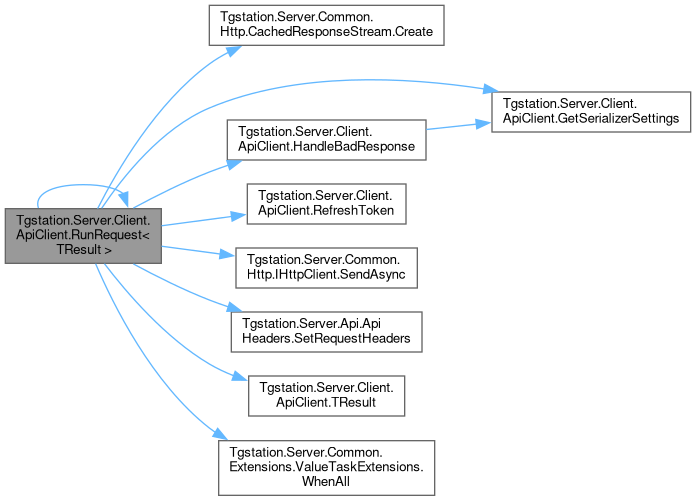 Tgstation.Server.Common.
Http.CachedResponseStream.Create
Tgstation.Server.Client.
ApiClient.GetSerializerSettings
Tgstation.Server.Client.
ApiClient.HandleBadResponse
Tgstation.Server.Client.
ApiClient.RefreshToken
Tgstation.Server.Client.
ApiClient.RunRequest<
TResult >
Tgstation.Server.Common.
Http.IHttpClient.SendAsync
Tgstation.Server.Api.Api
Headers.SetRequestHeaders
Tgstation.Server.Client.
ApiClient.TResult
Tgstation.Server.Common.
Extensions.ValueTaskExtensions.
WhenAll